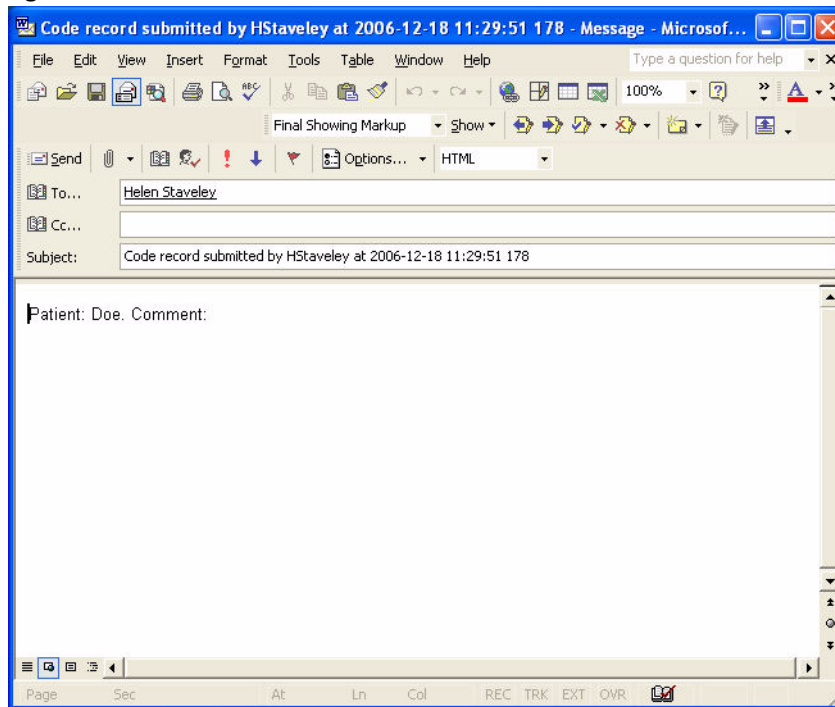 Code record submitted by HStaveley at 2006-12-18 11:29:51 178 - Message - Microsof...
File Edit View Insert Format Tools Table Window Help Type a question for help
ABC 100%
Final Showing Markup Show
Send Options... HTML
To... Helen Staveley
Cc...
Subject: Code record submitted by HStaveley at 2006-12-18 11:29:51 178
Patient: Doe. Comment:
Page Sec At Ln Col REC TRK EXT OVR